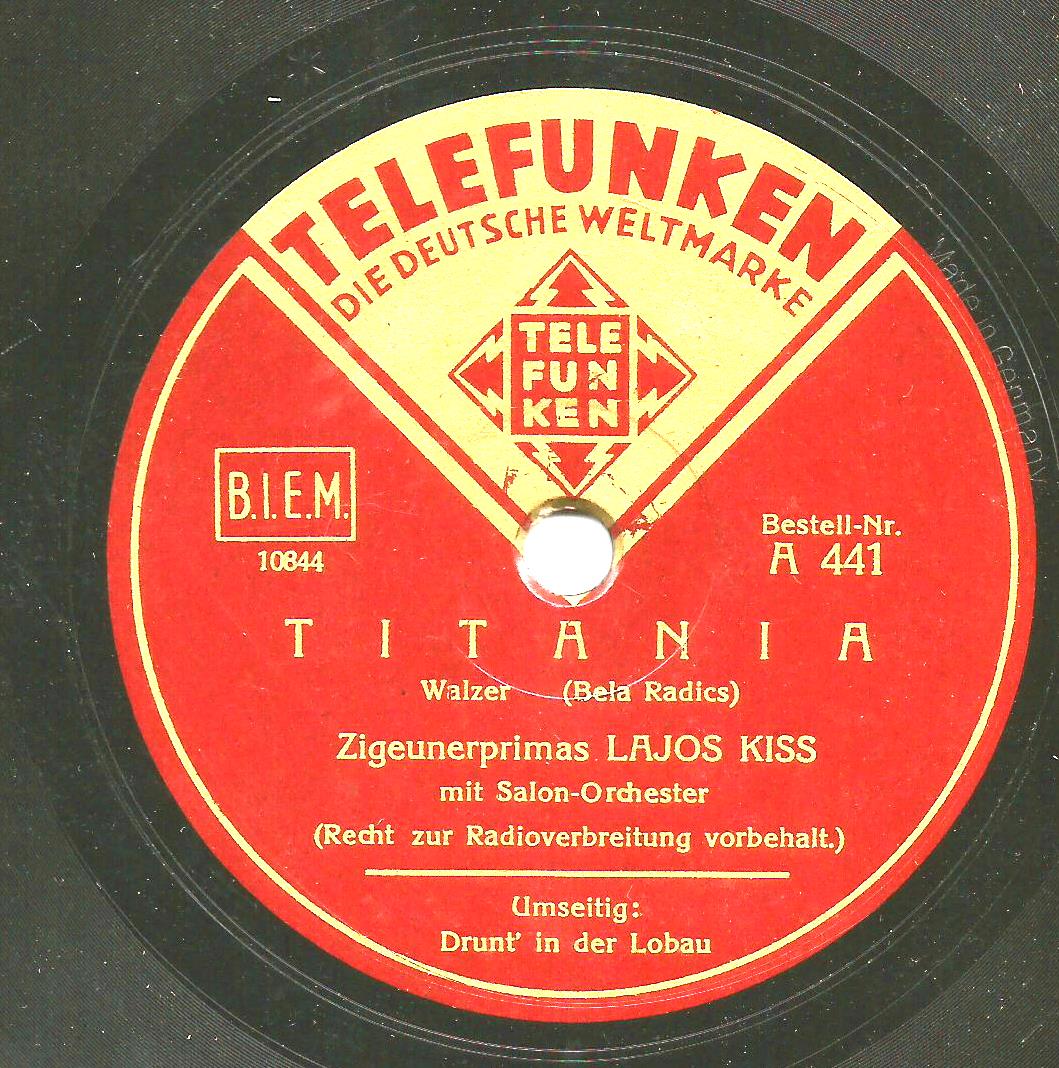 TELEFUNKEN
DIE DEUTSCHE WELTMARKE
TELE
FUN
KEN
B.I.E.M.
10844
Bestell-Nr.
A 441
TITANIA
Walzer (Bela Radics)
Zigeunerprimas LAJOS KISS
mit Salon-Orchester
(Recht zur Radioverbreitung vorbehalt.)
Umseitig:
Drunt' in der Lobau
Made in Germany